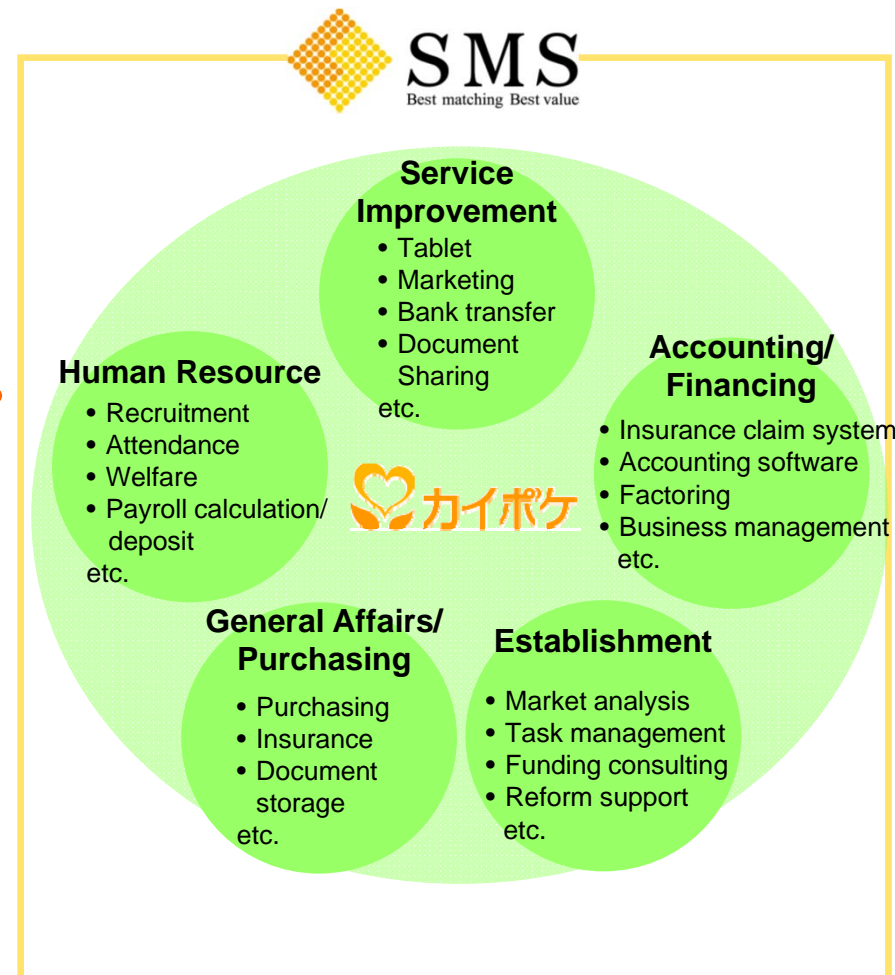 SMS
Best matching Best value
Service
Improvement
• Tablet
• Marketing
• Bank transfer
• Document
Sharing
etc.
Human Resource
• Recruitment
• Attendance
• Welfare
• Payroll calculation/
deposit
etc.
Accounting/
Financing
• Insurance claim system
• Accounting software
• Factoring
• Business management
etc.
カイポケ
General Affairs/
Purchasing
• Purchasing
• Insurance
• Document
storage
etc.
Establishment
• Market analysis
• Task management
• Funding consulting
• Reform support
etc.